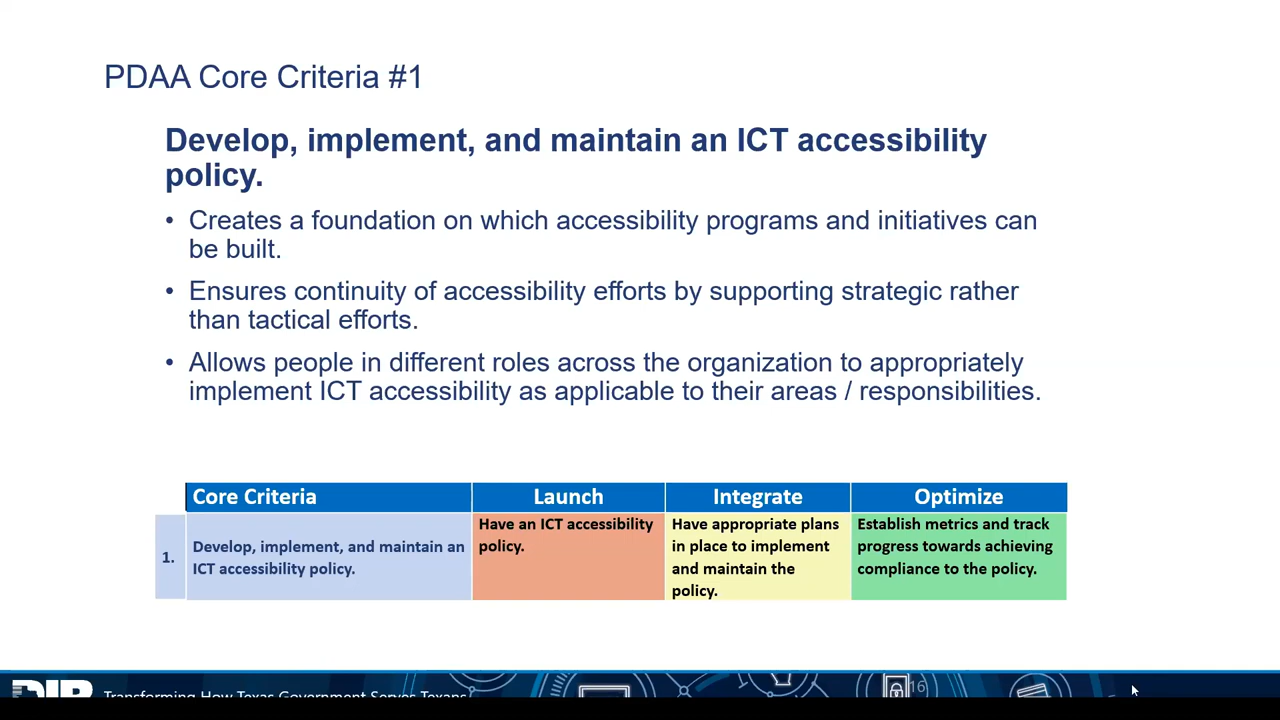 PDAA Core Criteria #1
Develop, implement, and maintain an ICT accessibility
policy.
• Creates a foundation on which accessibility programs and initiatives can
be built.
• Ensures continuity of accessibility efforts by supporting strategic rather
than tactical efforts.
• Allows people in different roles across the organization to appropriately
implement ICT accessibility as applicable to their areas / responsibilities.
Core Criteria Launch Integrate Optimize
1.
Develop, implement, and maintain an
ICT accessibility policy.
Have an ICT accessibility
policy.
Have appropriate plans
in place to implement
and maintain the
policy.
Establish metrics and track
progress towards achieving
compliance to the policy.
DIR
Transforming How Texas Government Serves Texans
16